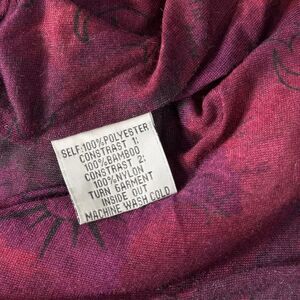 SELF:100%POLYESTER
CONSTRAST 1:
100%BAMBOO
CONSTRAST 2:
100%NYLON
TURN GARMENT
INSIDE OUT
MACHINE WASH COLD